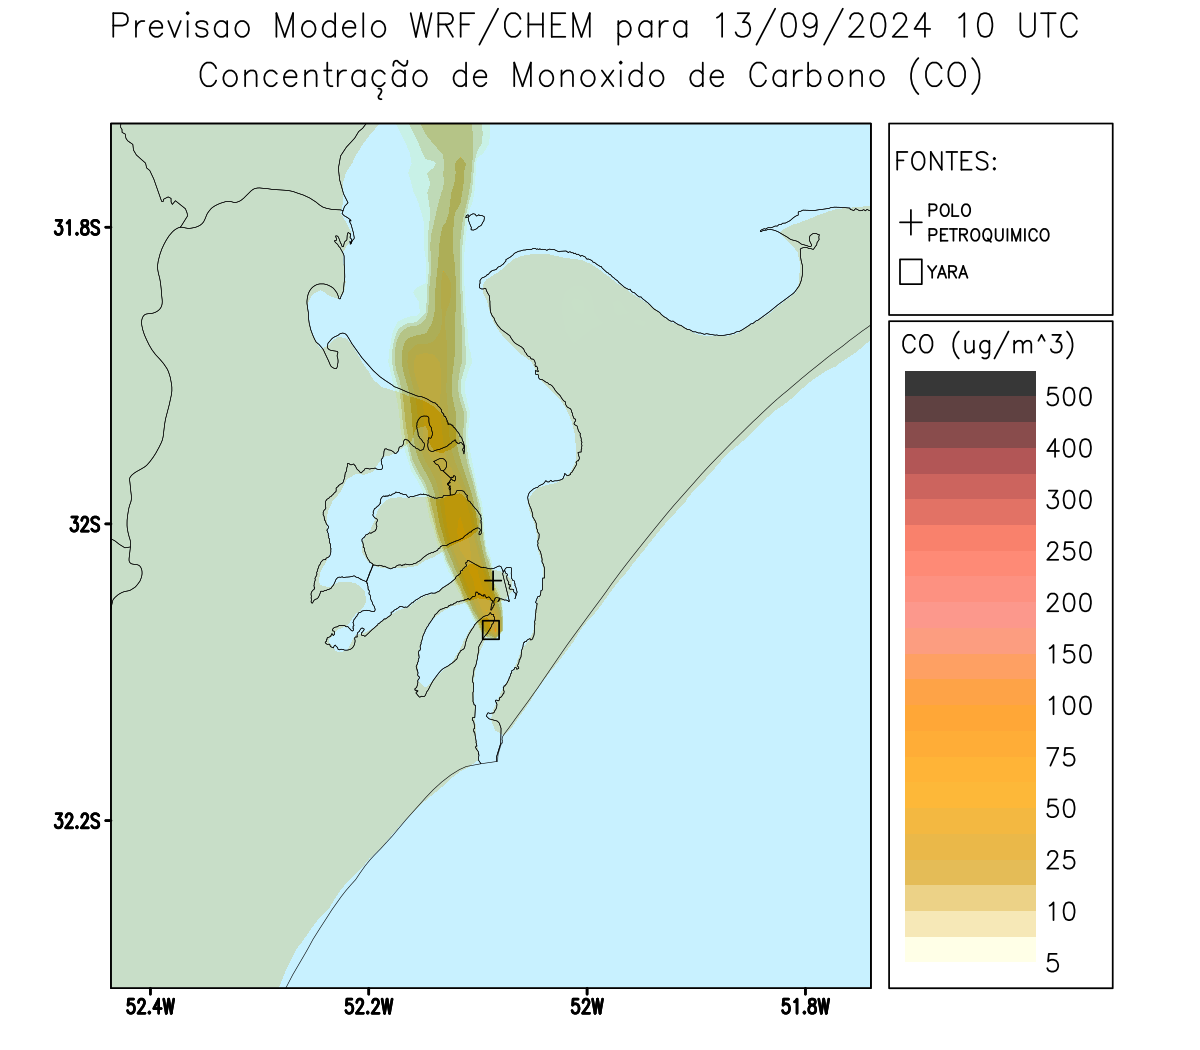 Previsao Modelo WRF/CHEM para 13/09/2024 10 UTC
Concentração de Monoxido de Carbono (CO)
FONTES:
POLO
PETROQUIMICO
YARA
31.8S
32S
32.2S
52.4W
52.2W
52W
51.8W
CO (ug/m^3)
500
400
300
250
200
150
100
75
50
25
10
5